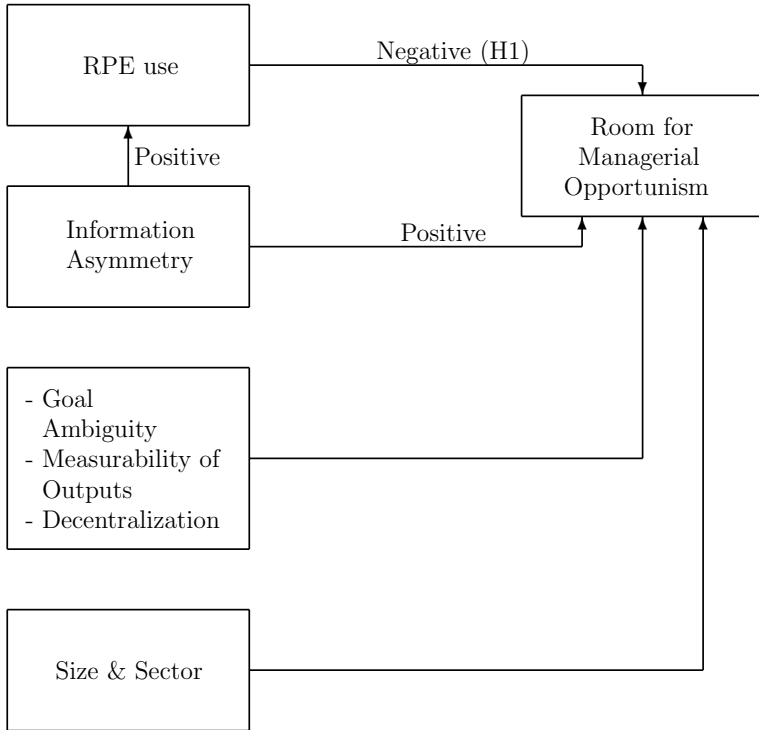 RPE use
Negative (H1)
Room for
Managerial
Opportunism
Positive
Information
Asymmetry
Positive
- Goal
Ambiguity
- Measurability of
Outputs
- Decentralization
Size & Sector